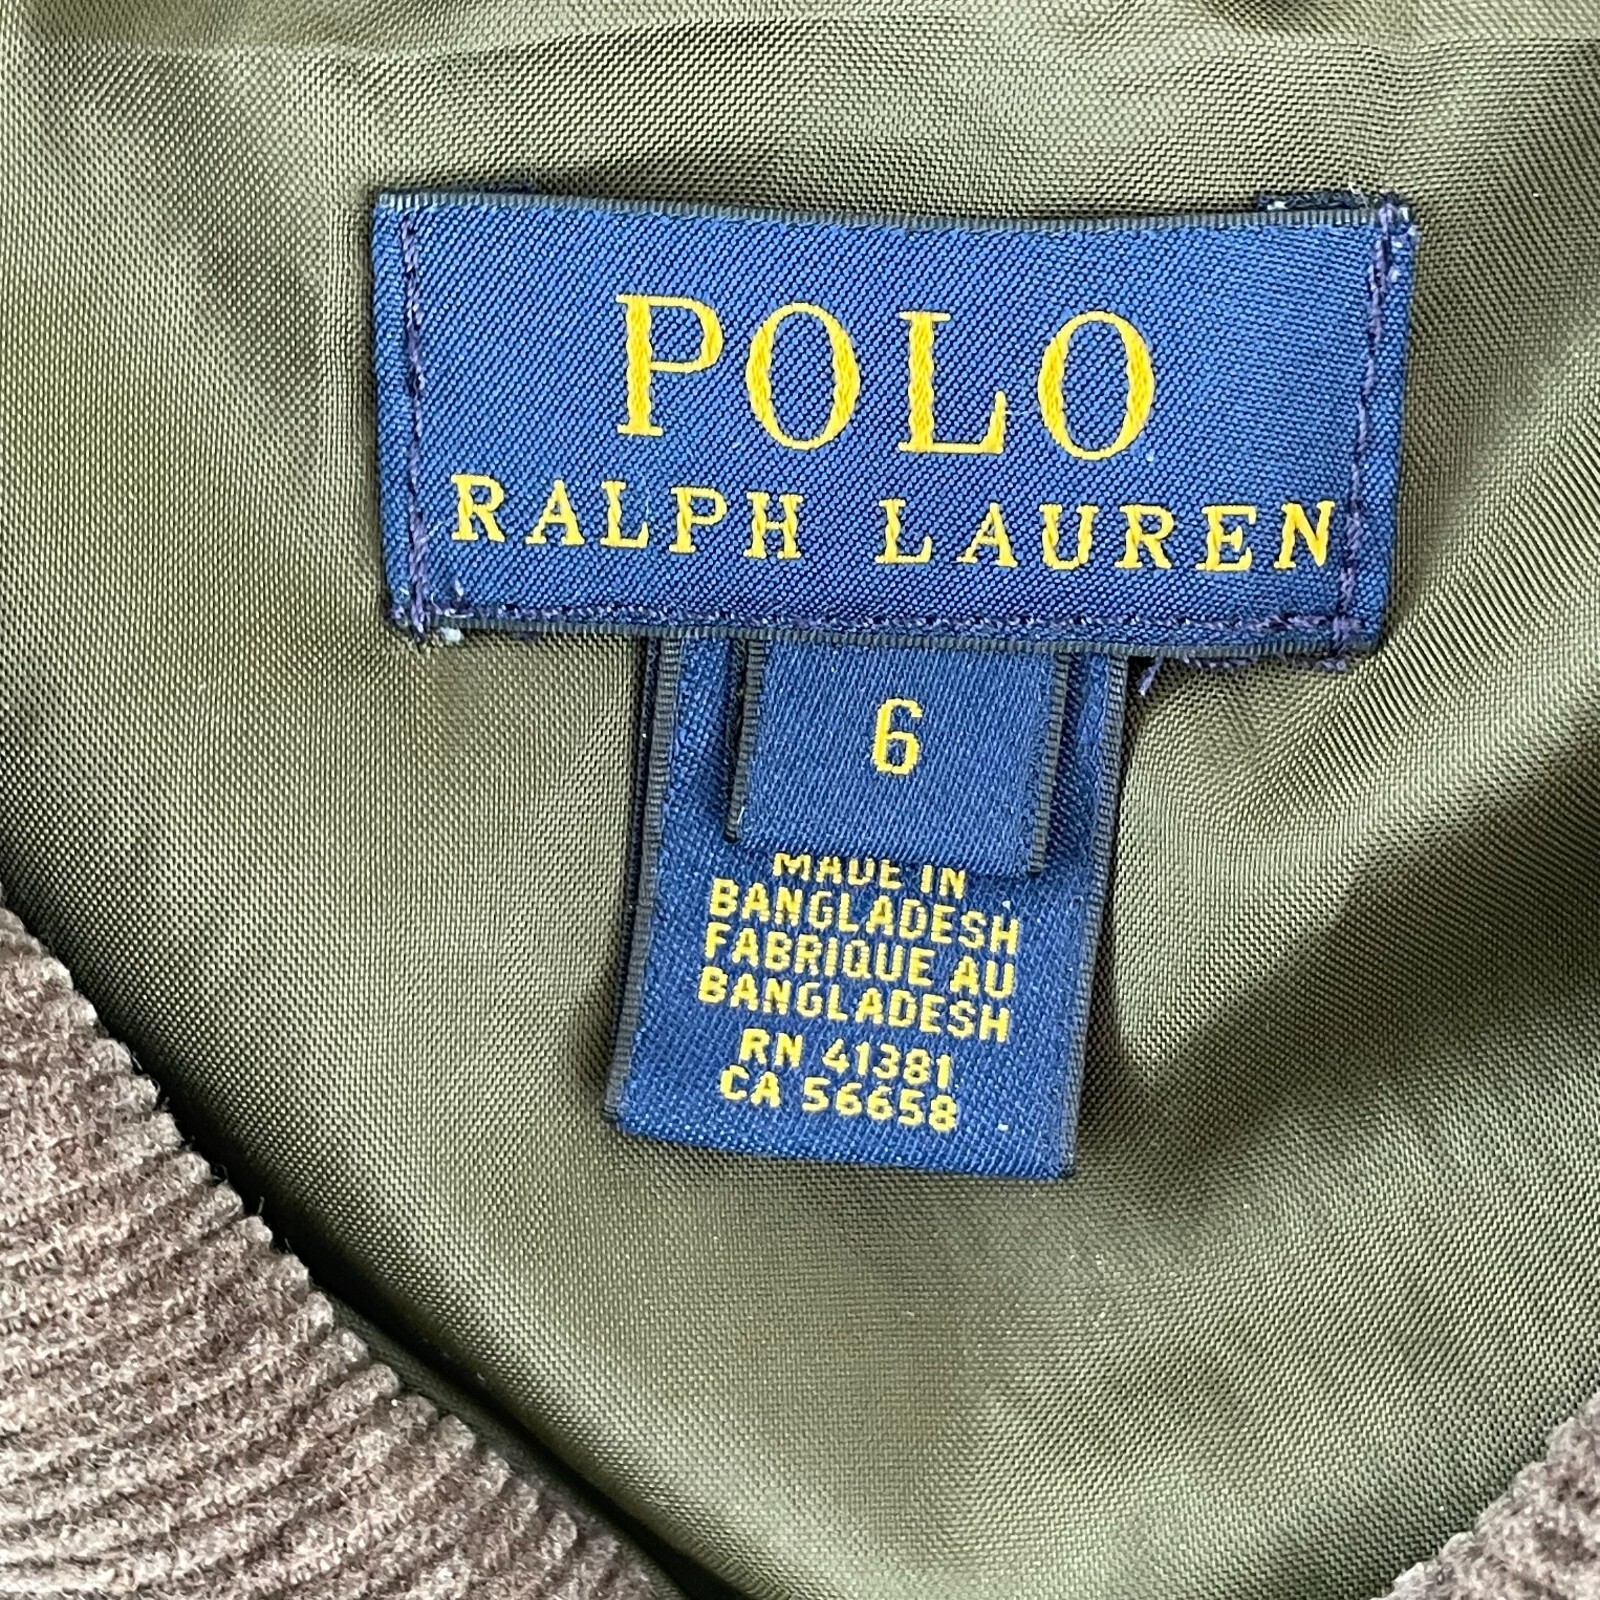 POLO
RALPH LAUREN
6
MADE IN
BANGLADESH
FABRIQUE AU
BANGLADESH
RN 41381
CA 56658